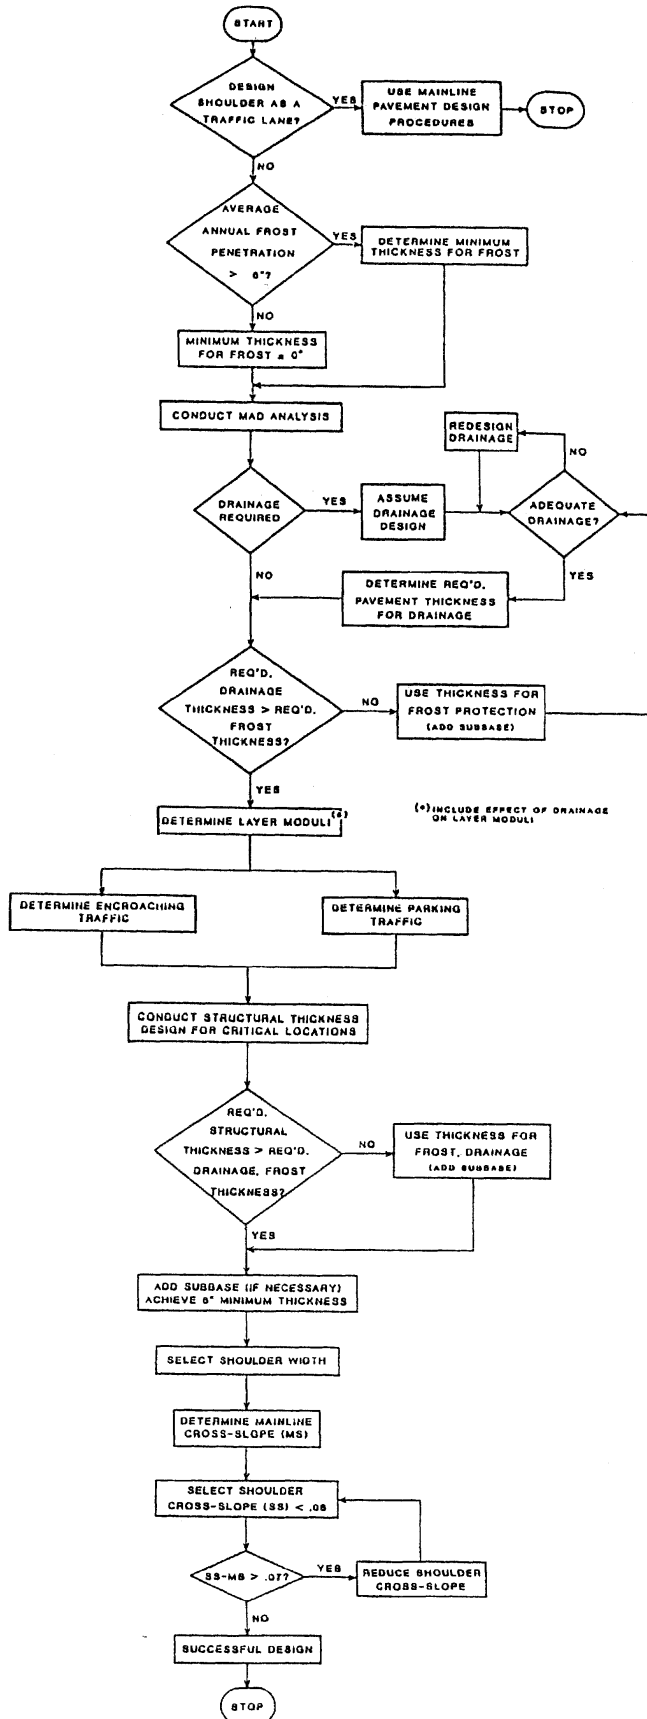 START
DESIGN
SHOULDER AS A
TRAFFIC LANE?
YES
USE MAINLINE
PAVEMENT DESIGN
PROCEDURES
STOP
NO
AVERAGE
ANNUAL FROST
PENETRATION
> 6"?
YES
DETERMINE MINIMUM
THICKNESS FOR FROST
NO
MINIMUM THICKNESS
FOR FROST = 0"
CONDUCT MAD ANALYSIS
REDESIGN
DRAINAGE
NO
DRAINAGE
REQUIRED
YES
ASSUME
DRAINAGE
DESIGN
ADEQUATE
DRAINAGE?
YES
NO
DETERMINE REQ'D.
PAVEMENT THICKNESS
FOR DRAINAGE
REQ'D.
DRAINAGE
THICKNESS > REQ'D.
FROST
THICKNESS?
NO
USE THICKNESS FOR
FROST PROTECTION
(ADD SUBBASE)
YES
DETERMINE LAYER MODULI(*)
(*) INCLUDE EFFECT OF DRAINAGE
ON LAYER MODULI
DETERMINE ENCROACHING
TRAFFIC
DETERMINE PARKING
TRAFFIC
CONDUCT STRUCTURAL THICKNESS
DESIGN FOR CRITICAL LOCATIONS
REQ'D.
STRUCTURAL
THICKNESS > REQ'D.
DRAINAGE, FROST
THICKNESS?
NO
USE THICKNESS FOR
FROST, DRAINAGE
(ADD SUBBASE)
YES
ADD SUBBASE (IF NECESSARY)
ACHIEVE 6" MINIMUM THICKNESS
SELECT SHOULDER WIDTH
DETERMINE MAINLINE
CROSS-SLOPE (MS)
SELECT SHOULDER
CROSS-SLOPE (SS) < .06
SS-MS > .07?
YES
REDUCE SHOULDER
CROSS-SLOPE
NO
SUCCESSFUL DESIGN
STOP